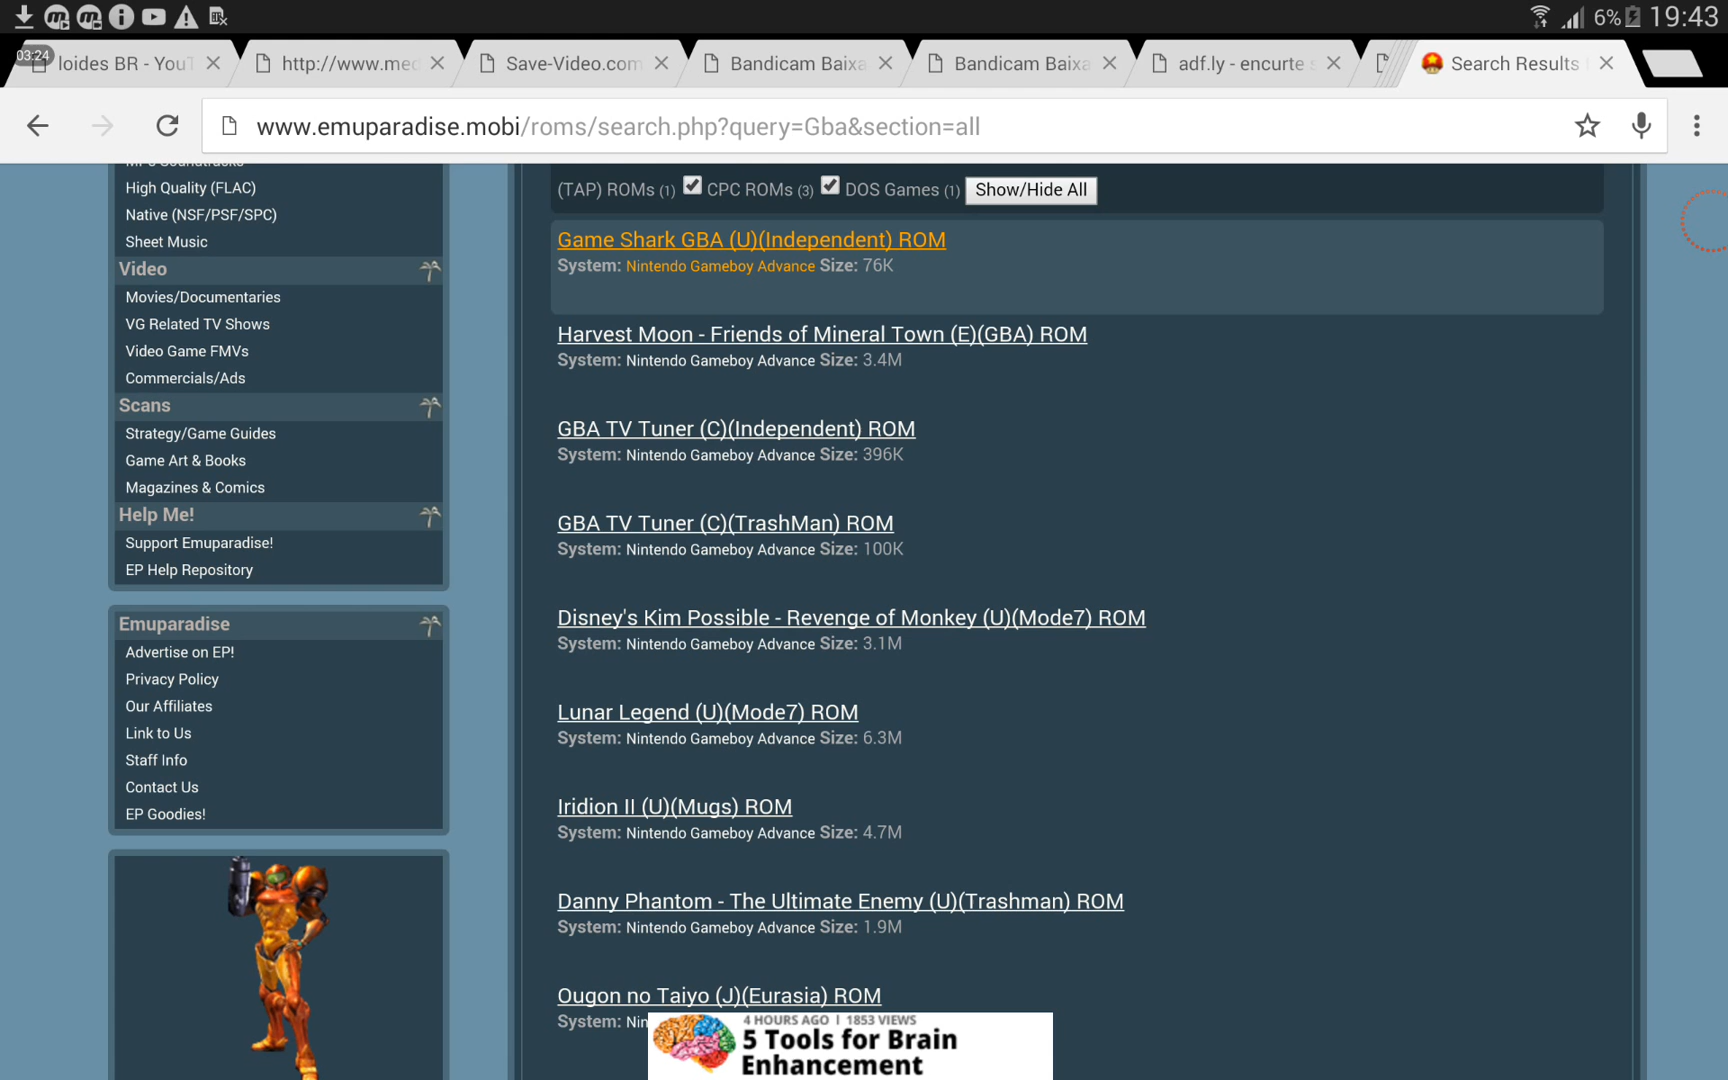 6% 19:43
03:24 loides BR - YouT http://www.med Save-Video.com Bandicam Baixa Bandicam Baixa adf.ly - encurte s Search Results
www.emuparadise.mobi/roms/search.php?query=Gba&section=all
High Quality (FLAC)
Native (NSF/PSF/SPC)
Sheet Music
Video
Movies/Documentaries
VG Related TV Shows
Video Game FMVs
Commercials/Ads
Scans
Strategy/Game Guides
Game Art & Books
Magazines & Comics
Help Me!
Support Emuparadise!
EP Help Repository
Emuparadise
Advertise on EP!
Privacy Policy
Our Affiliates
Link to Us
Staff Info
Contact Us
EP Goodies!
(TAP) ROMs (1) CPC ROMs (3) DOS Games (1) Show/Hide All
Game Shark GBA (U)(Independent) ROM
System: Nintendo Gameboy Advance Size: 76K
Harvest Moon - Friends of Mineral Town (E)(GBA) ROM
System: Nintendo Gameboy Advance Size: 3.4M
GBA TV Tuner (C)(Independent) ROM
System: Nintendo Gameboy Advance Size: 396K
GBA TV Tuner (C)(TrashMan) ROM
System: Nintendo Gameboy Advance Size: 100K
Disney's Kim Possible - Revenge of Monkey (U)(Mode7) ROM
System: Nintendo Gameboy Advance Size: 3.1M
Lunar Legend (U)(Mode7) ROM
System: Nintendo Gameboy Advance Size: 6.3M
Iridion II (U)(Mugs) ROM
System: Nintendo Gameboy Advance Size: 4.7M
Danny Phantom - The Ultimate Enemy (U)(Trashman) ROM
System: Nintendo Gameboy Advance Size: 1.9M
Ougon no Taiyo (J)(Eurasia) ROM
System: Nin
4 HOURS AGO | 1853 VIEWS
5 Tools for Brain
Enhancement